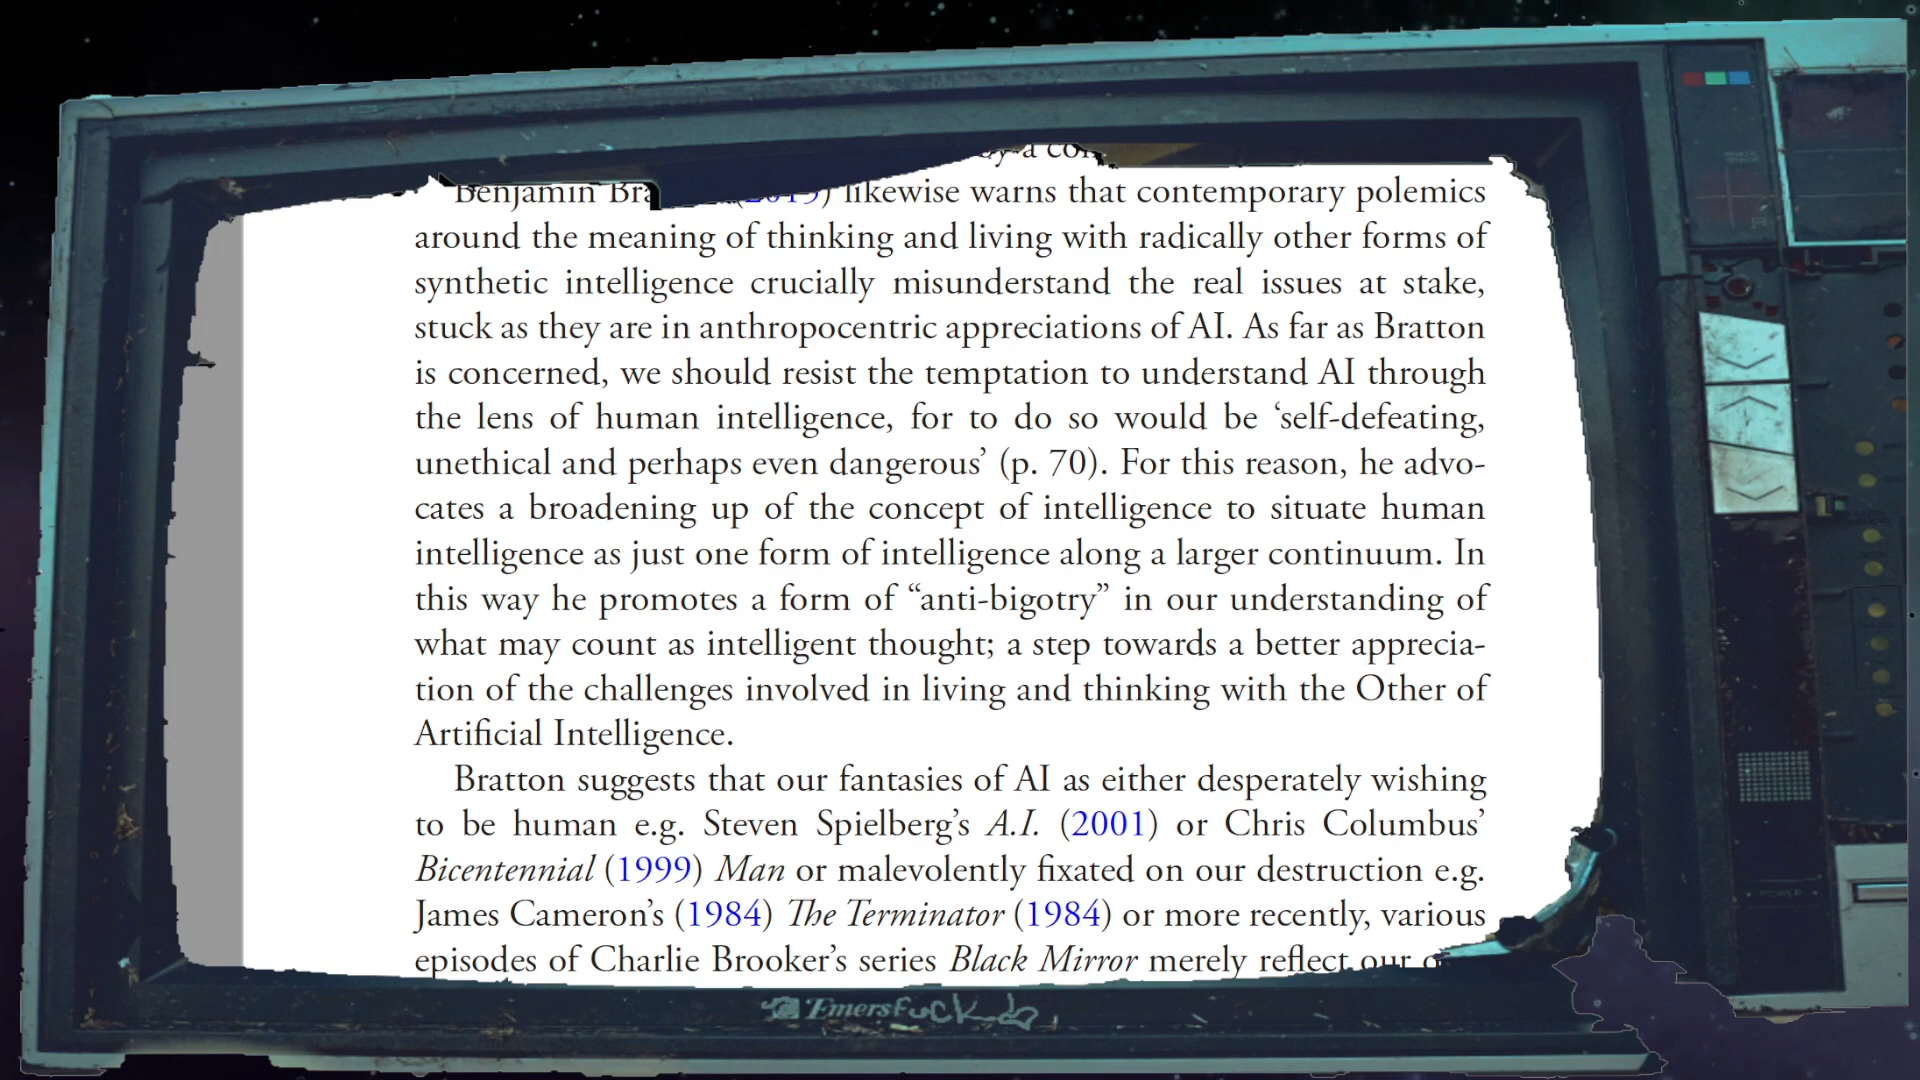 by a con
Benjamin Bra (2015) likewise warns that contemporary polemics
around the meaning of thinking and living with radically other forms of
synthetic intelligence crucially misunderstand the real issues at stake,
stuck as they are in anthropocentric appreciations of AI. As far as Bratton
is concerned, we should resist the temptation to understand AI through
the lens of human intelligence, for to do so would be ‘self-defeating,
unethical and perhaps even dangerous’ (p. 70). For this reason, he advo-
cates a broadening up of the concept of intelligence to situate human
intelligence as just one form of intelligence along a larger continuum. In
this way he promotes a form of “anti-bigotry” in our understanding of
what may count as intelligent thought; a step towards a better apprecia-
tion of the challenges involved in living and thinking with the Other of
Artificial Intelligence.
Bratton suggests that our fantasies of AI as either desperately wishing
to be human e.g. Steven Spielberg’s A.I. (2001) or Chris Columbus’
Bicentennial (1999) Man or malevolently fixated on our destruction e.g.
James Cameron’s (1984) The Terminator (1984) or more recently, various
episodes of Charlie Brooker’s series Black Mirror merely reflect our
Emersfuck
POWER